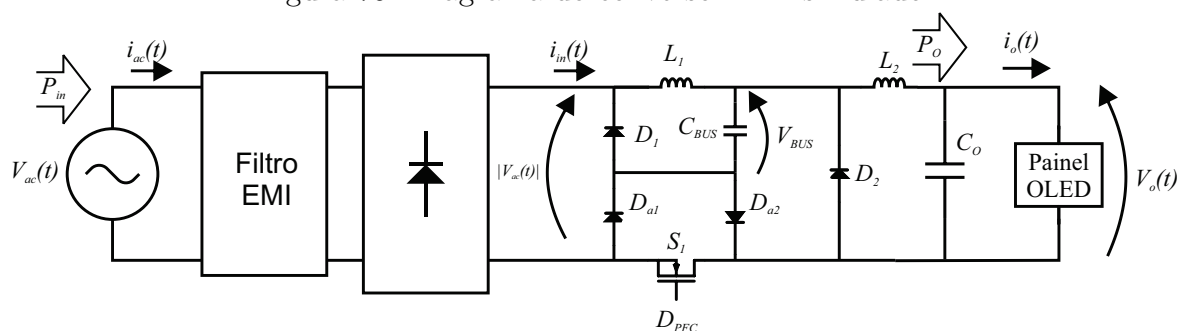 i_ac(t)
i_in(t)
L_1
L_2
P_O
i_o(t)
P_in
V_ac(t)
Filtro
EMI
|V_ac(t)|
D_1
C_BUS
V_BUS
D_a1
D_a2
D_2
C_O
Painel
OLED
V_o(t)
S_1
D_PFC